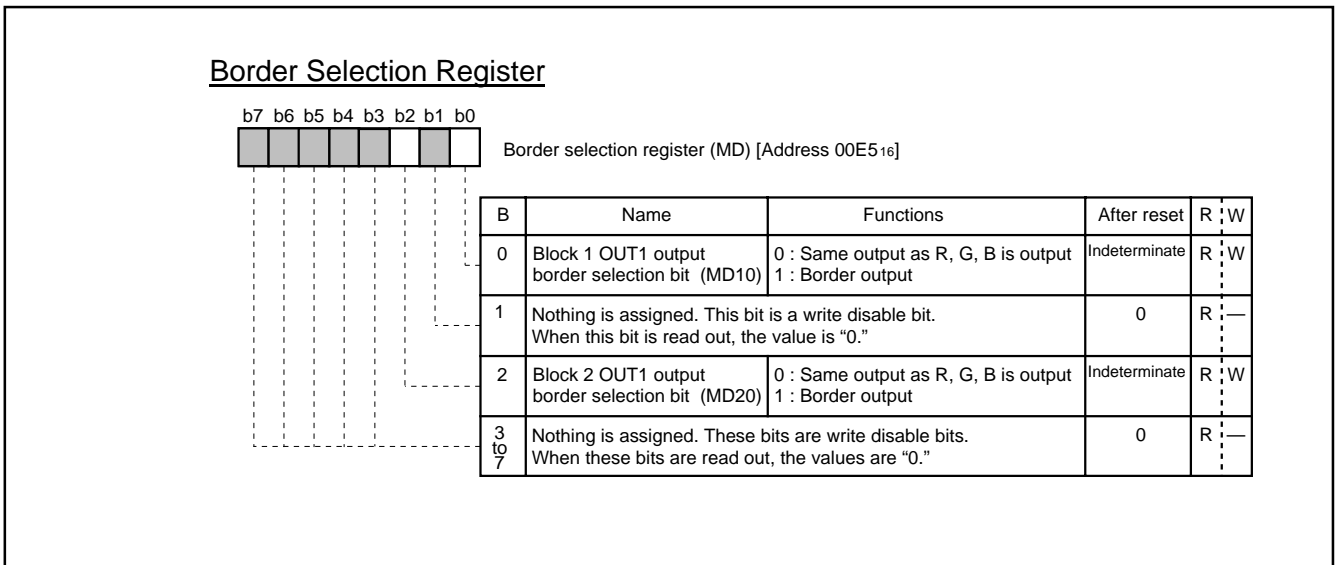 Border Selection Register
b7 b6 b5 b4 b3 b2 b1 b0
Border selection register (MD) [Address 00E516]
B Name Functions After reset R W
0 Block 1 OUT1 output border selection bit (MD10) 0 : Same output as R, G, B is output 1 : Border output Indeterminate R W
1 Nothing is assigned. This bit is a write disable bit.
When this bit is read out, the value is “0.” 0 R —
2 Block 2 OUT1 output border selection bit (MD20) 0 : Same output as R, G, B is output 1 : Border output Indeterminate R W
3 to 7 Nothing is assigned. These bits are write disable bits.
When these bits are read out, the values are “0.” 0 R —